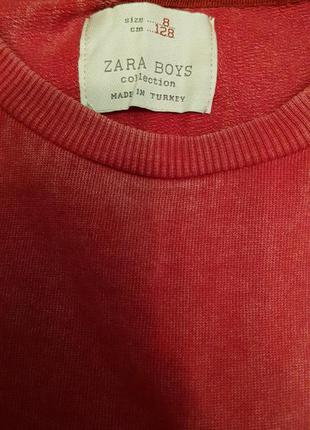 size ... 8
cm ... 128
ZARA BOYS
collection
MADE IN TURKEY